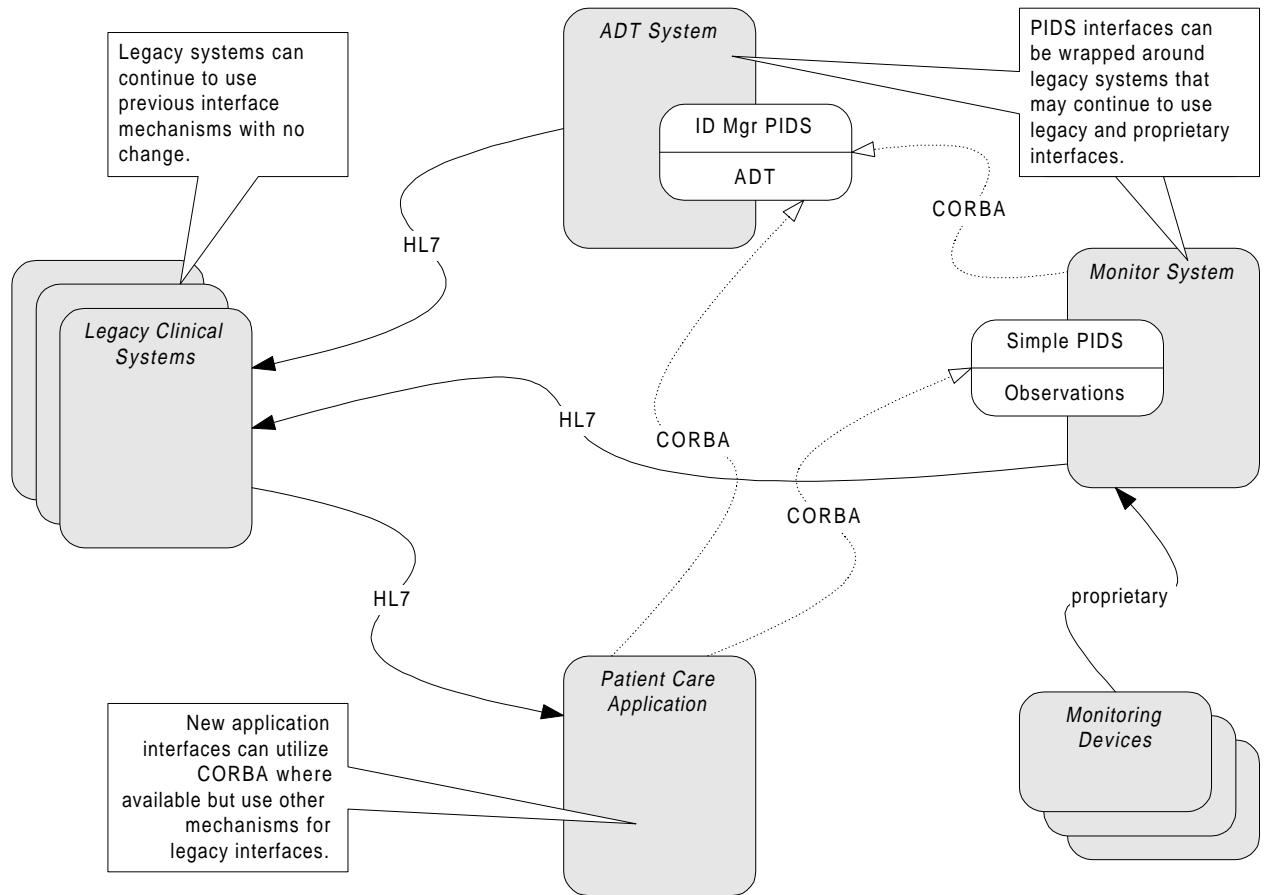 ADT System
Legacy systems can
continue to use
previous interface
mechanisms with no
change.
PIDS interfaces can
be wrapped around
legacy systems that
may continue to use
legacy and proprietary
interfaces.
ID Mgr PIDS
ADT
CORBA
HL7
Monitor System
Legacy Clinical
Systems
Simple PIDS
Observations
HL7
CORBA
CORBA
HL7
proprietary
Patient Care
Application
Monitoring
Devices
New application
interfaces can utilize
CORBA where
available but use other
mechanisms for
legacy interfaces.